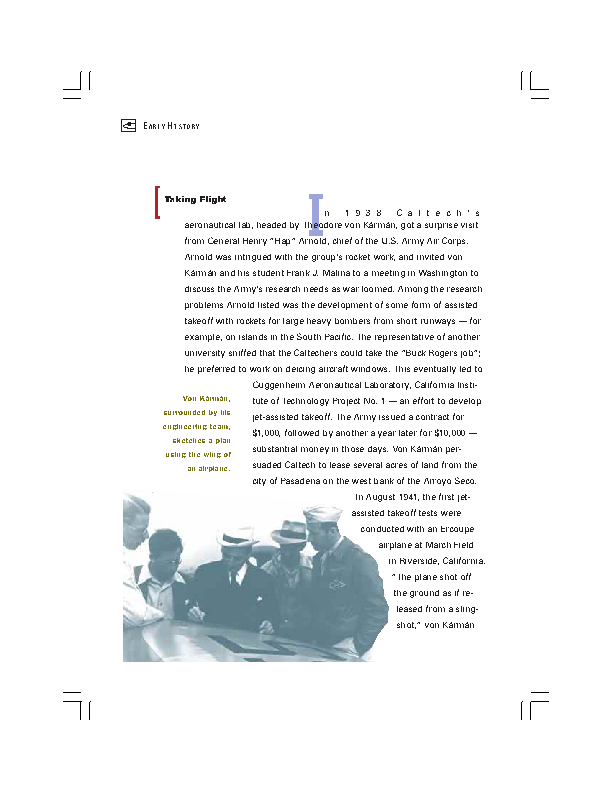 EARLY HISTORY
Taking Flight
In 1938 Caltech's
aeronautical lab, headed by Theodore von Kármán, got a surprise visit
from General Henry "Hap" Arnold, chief of the U.S. Army Air Corps.
Arnold was intrigued with the group's rocket work, and invited von
Kármán and his student Frank J. Malina to a meeting in Washington to
discuss the Army's research needs as war loomed. Among the research
problems Arnold listed was the development of some form of assisted
takeoff with rockets for large heavy bombers from short runways — for
example, on islands in the South Pacific. The representative of another
university sniffed that the Caltechers could take the "Buck Rogers job";
he preferred to work on deicing aircraft windows. This eventually led to
Guggenheim Aeronautical Laboratory, California Insti-
tute of Technology Project No. 1 — an effort to develop
jet-assisted takeoff. The Army issued a contract for
$1,000, followed by another a year later for $10,000 —
substantial money in those days. Von Kármán per-
suaded Caltech to lease several acres of land from the
city of Pasadena on the west bank of the Arroyo Seco.
In August 1941, the first jet-
assisted takeoff tests were
conducted with an Ercoupe
airplane at March Field
in Riverside, California.
"The plane shot off
the ground as if re-
leased from a sling-
shot," von Kármán
Von Kármán,
surrounded by his
engineering team,
sketches a plan
using the wing of
an airplane.